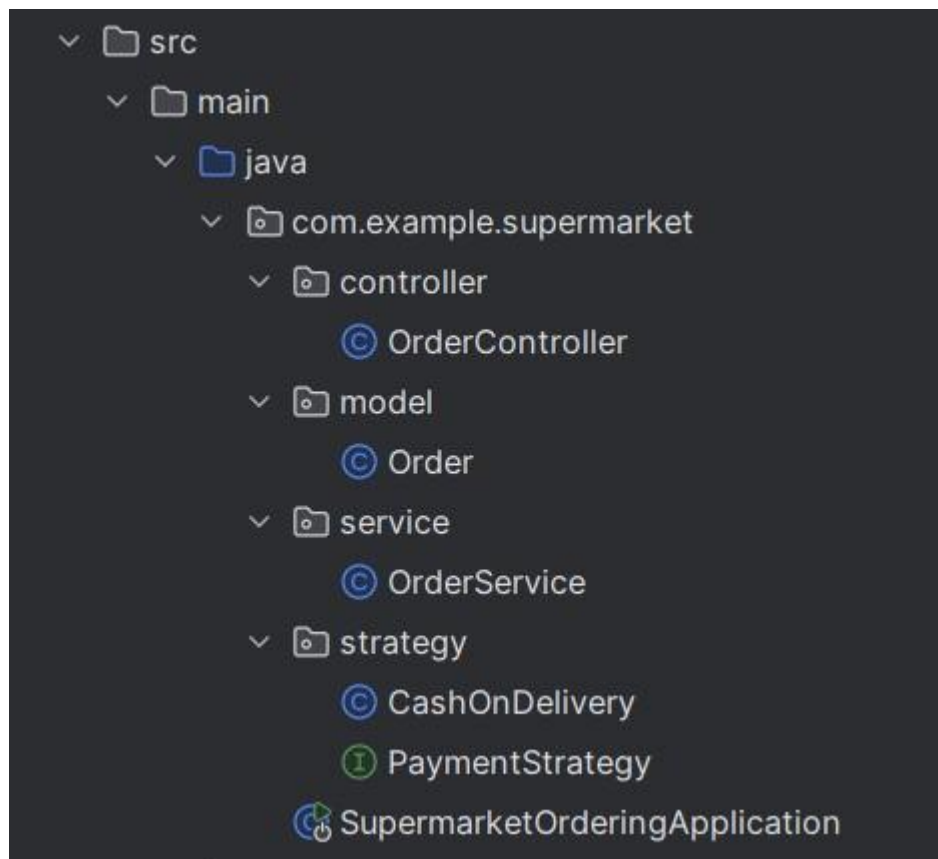 src
main
java
com.example.supermarket
controller
C OrderController
model
C Order
service
C OrderService
strategy
C CashOnDelivery
I PaymentStrategy
C SupermarketOrderingApplication